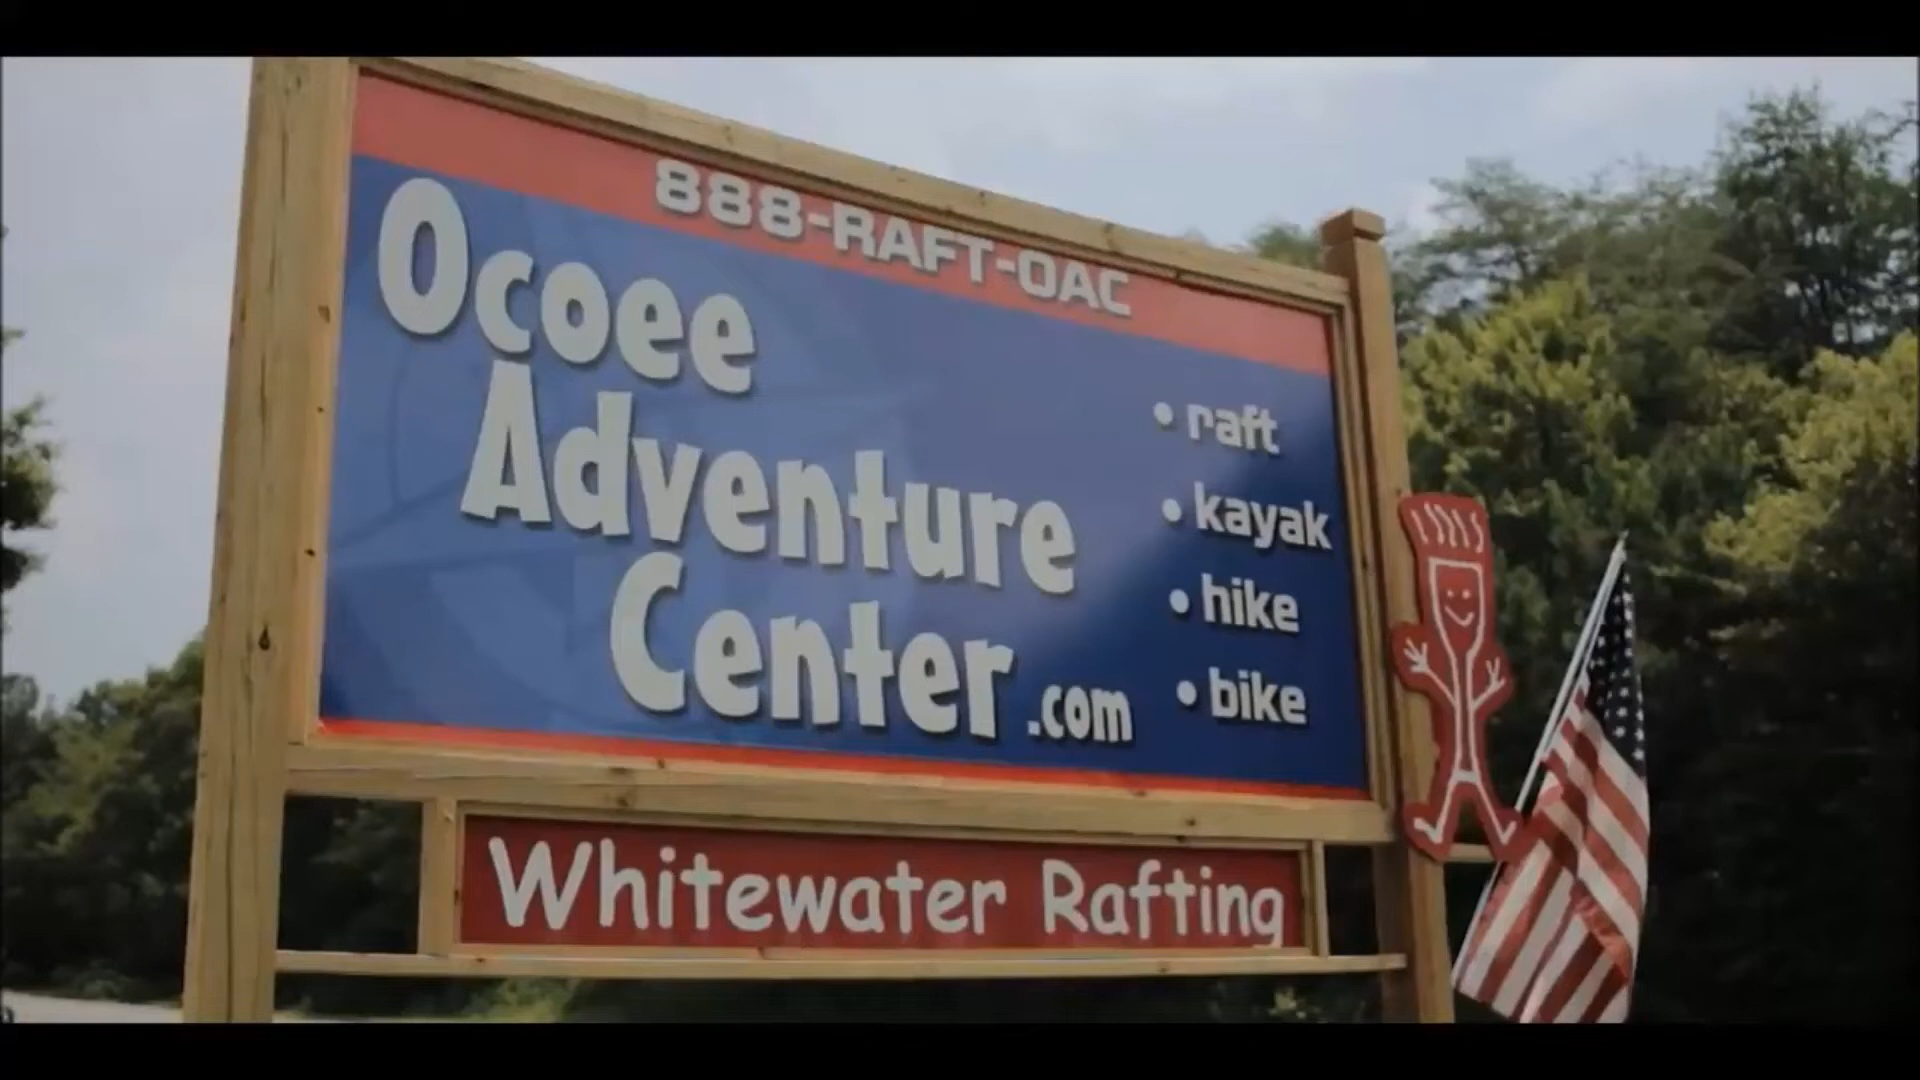 888-RAFT-OAC
Ocoee
Adventure
Center.com
• raft
• kayak
• hike
• bike
Whitewater Rafting